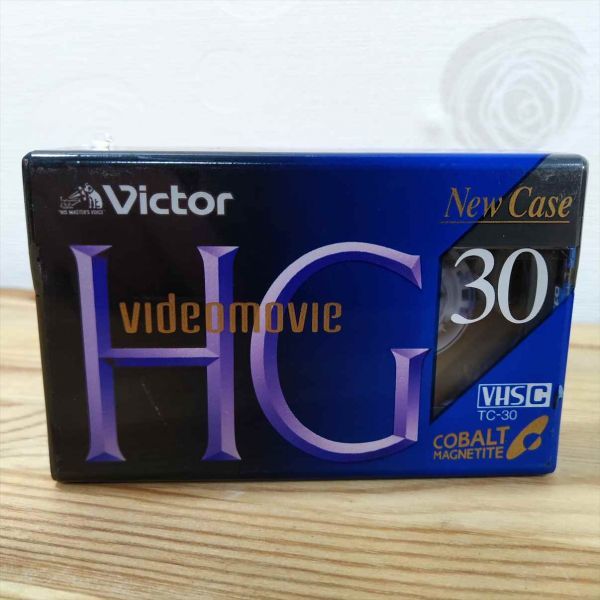 Victor
"HIS MASTER'S VOICE"
New Case
HG
videomovie
30
VHS C
TC-30
COBALT
MAGNETITE